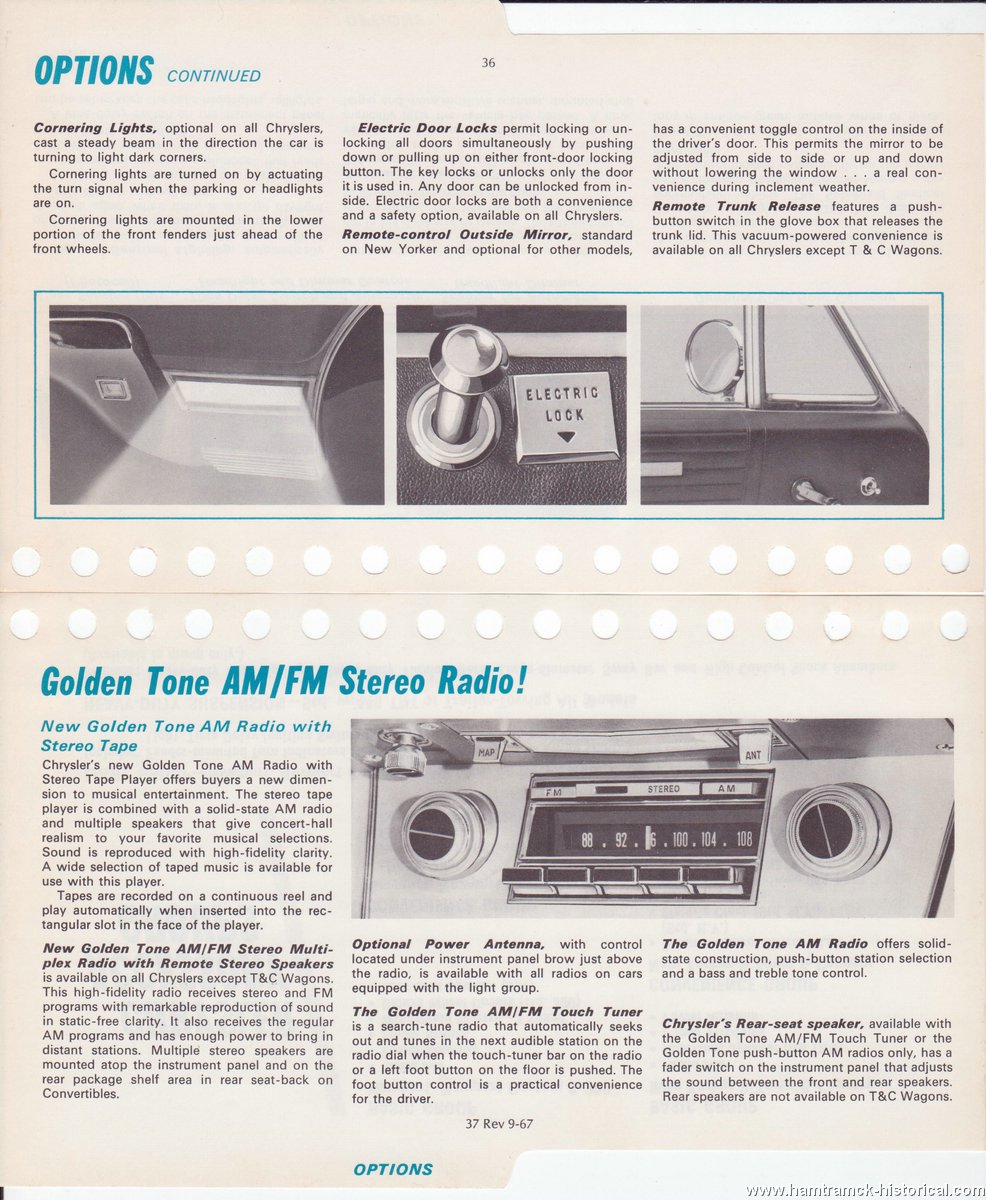 OPTIONS CONTINUED
36
Cornering Lights, optional on all Chryslers,
cast a steady beam in the direction the car is
turning to light dark corners.
Cornering lights are turned on by actuating
the turn signal when the parking or headlights
are on.
Cornering lights are mounted in the lower
portion of the front fenders just ahead of the
front wheels.
Electric Door Locks permit locking or un-
locking all doors simultaneously by pushing
down or pulling up on either front-door locking
button. The key locks or unlocks only the door
it is used in. Any door can be unlocked from in-
side. Electric door locks are both a convenience
and a safety option, available on all Chryslers.
Remote-control Outside Mirror, standard
on New Yorker and optional for other models,
has a convenient toggle control on the inside of
the driver's door. This permits the mirror to be
adjusted from side to side or up and down
without lowering the window . . . a real con-
venience during inclement weather.
Remote Trunk Release features a push-
button switch in the glove box that releases the
trunk lid. This vacuum-powered convenience is
available on all Chryslers except T & C Wagons.
ELECTRIC
LOCK
Golden Tone AM/FM Stereo Radio!
New Golden Tone AM Radio with
Stereo Tape
Chrysler's new Golden Tone AM Radio with
Stereo Tape Player offers buyers a new dimen-
sion to musical entertainment. The stereo tape
player is combined with a solid-state AM radio
and multiple speakers that give concert-hall
realism to your favorite musical selections.
Sound is reproduced with high-fidelity clarity.
A wide selection of taped music is available for
use with this player.
Tapes are recorded on a continuous reel and
play automatically when inserted into the rec-
tangular slot in the face of the player.
New Golden Tone AM/FM Stereo Multi-
plex Radio with Remote Stereo Speakers
is available on all Chryslers except T&C Wagons.
This high-fidelity radio receives stereo and FM
programs with remarkable reproduction of sound
in static-free clarity. It also receives the regular
AM programs and has enough power to bring in
distant stations. Multiple stereo speakers are
mounted atop the instrument panel and on the
rear package shelf area in rear seat-back on
Convertibles.
MAP
ANT
FM STEREO AM
88 . 92 . 6 . 100 . 104 . 108
Optional Power Antenna, with control
located under instrument panel brow just above
the radio, is available with all radios on cars
equipped with the light group.
The Golden Tone AM/FM Touch Tuner
is a search-tune radio that automatically seeks
out and tunes in the next audible station on the
radio dial when the touch-tuner bar on the radio
or a left foot button on the floor is pushed. The
foot button control is a practical convenience
for the driver.
The Golden Tone AM Radio offers solid-
state construction, push-button station selection
and a bass and treble tone control.
Chrysler's Rear-seat speaker, available with
the Golden Tone AM/FM Touch Tuner or the
Golden Tone push-button AM radios only, has a
fader switch on the instrument panel that adjusts
the sound between the front and rear speakers.
Rear speakers are not available on T&C Wagons.
37 Rev 9-67
OPTIONS
www.hamtramck-historical.com